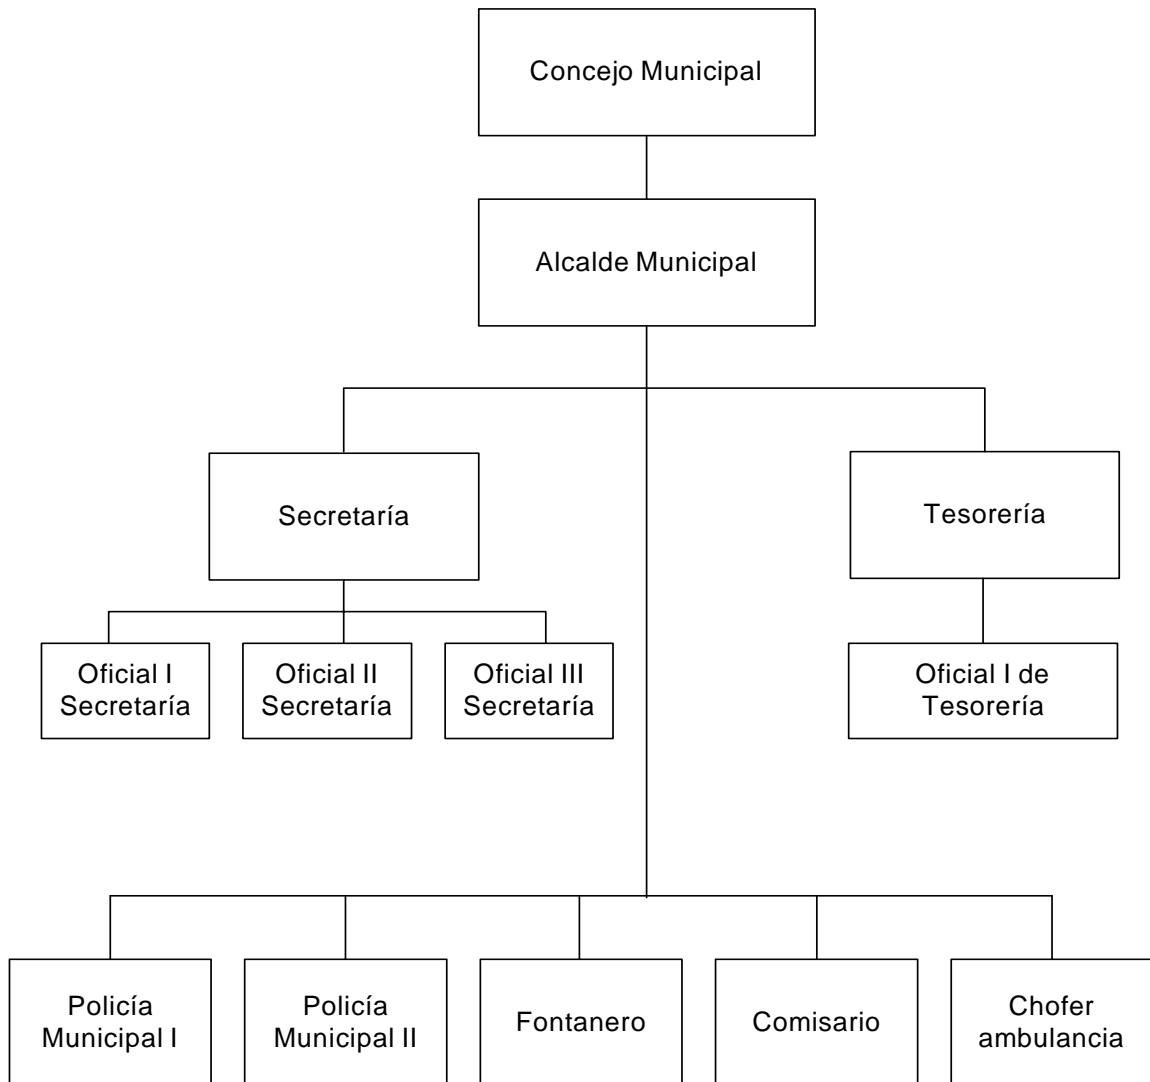 Concejo Municipal
Alcalde Municipal
Secretaría
Tesorería
Oficial I
Secretaría
Oficial II
Secretaría
Oficial III
Secretaría
Oficial I de
Tesorería
Policía
Municipal I
Policía
Municipal II
Fontanero
Comisario
Chofer
ambulancia